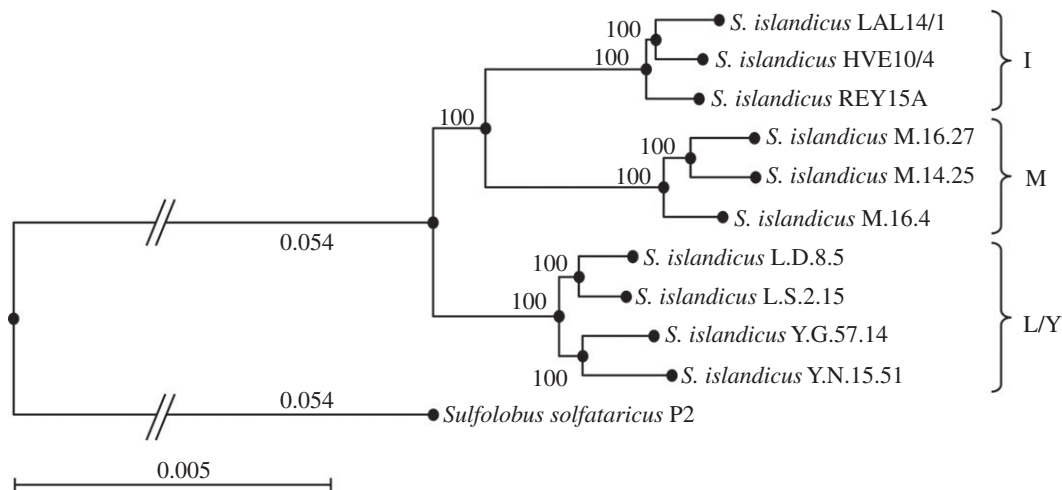 100
S. islandicus LAL14/1
100
S. islandicus HVE10/4
I
S. islandicus REY15A
100
100
S. islandicus M.16.27
100
S. islandicus M.14.25
M
S. islandicus M.16.4
0.054
100
S. islandicus L.D.8.5
100
S. islandicus L.S.2.15
L/Y
S. islandicus Y.G.57.14
100
S. islandicus Y.N.15.51
0.054
Sulfolobus solfataricus P2
0.005